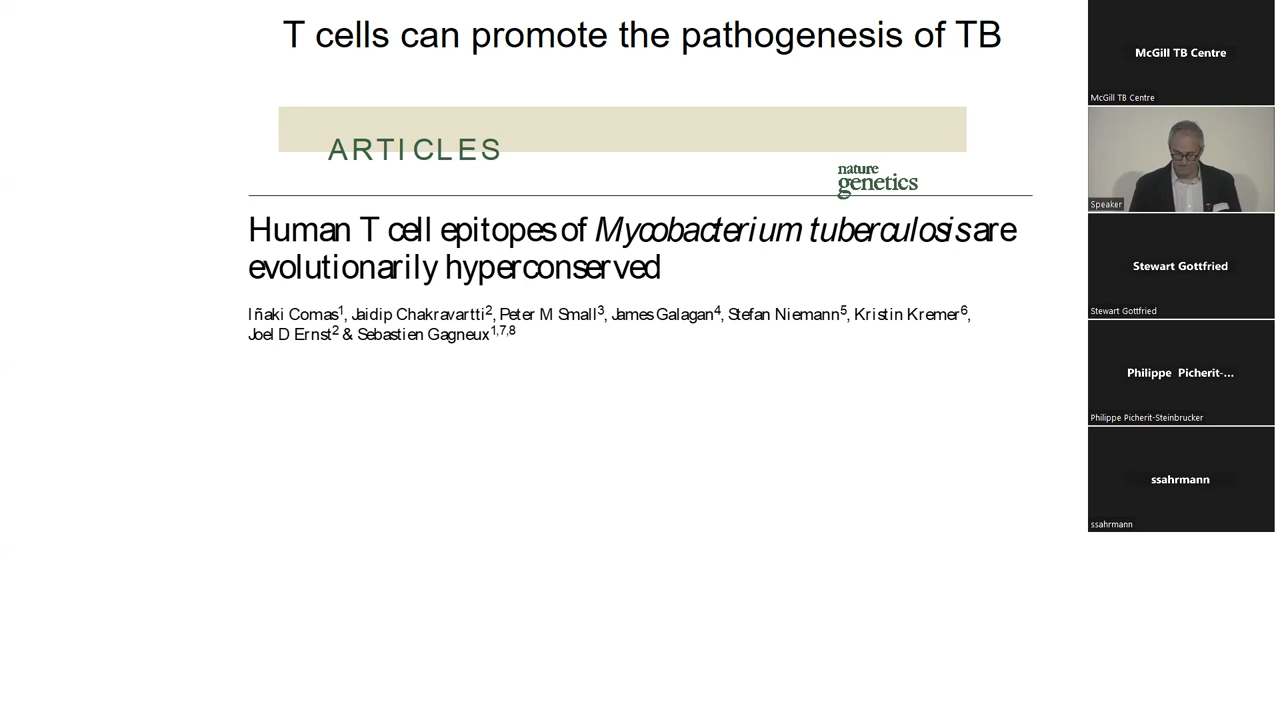 T cells can promote the pathogenesis of TB
ARTICLES
nature
genetics
Human T cell epitopes of Mycobacterium tuberculosis are
evolutionarily hyperconserved
Iñaki Comas1, Jaidip Chakravartti2, Peter M Small3, James Galagan4, Stefan Niemann5, Kristin Kremer6,
Joel D Ernst2 & Sebastien Gagneux1,7,8
McGill TB Centre
McGill TB Centre
Speaker
Stewart Gottfried
Stewart Gottfried
Philippe Picherit-...
Philippe Picherit-Steinbrucker
ssahrmann
ssahrmann